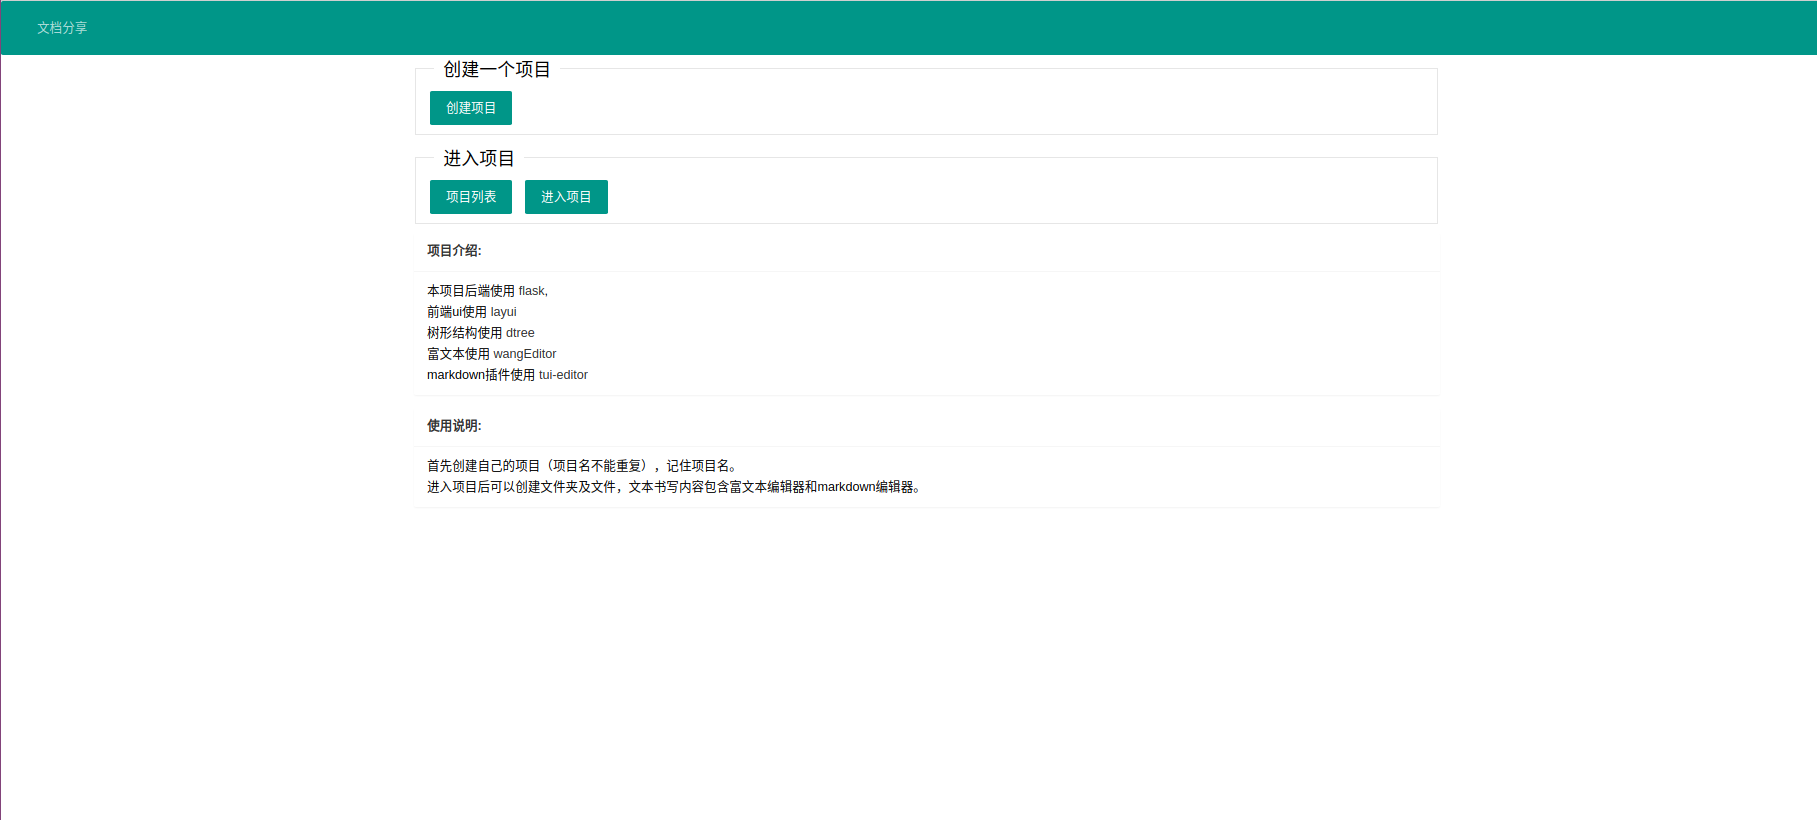 文档分享
创建一个项目
创建项目
进入项目
项目列表 进入项目
项目介绍:
本项目后端使用 flask,
前端ui使用 layui
树形结构使用 dtree
富文本使用 wangEditor
markdown插件使用 tui-editor
使用说明:
首先创建自己的项目（项目名不能重复），记住项目名。
进入项目后可以创建文件夹及文件，文本书写内容包含富文本编辑器和markdown编辑器。